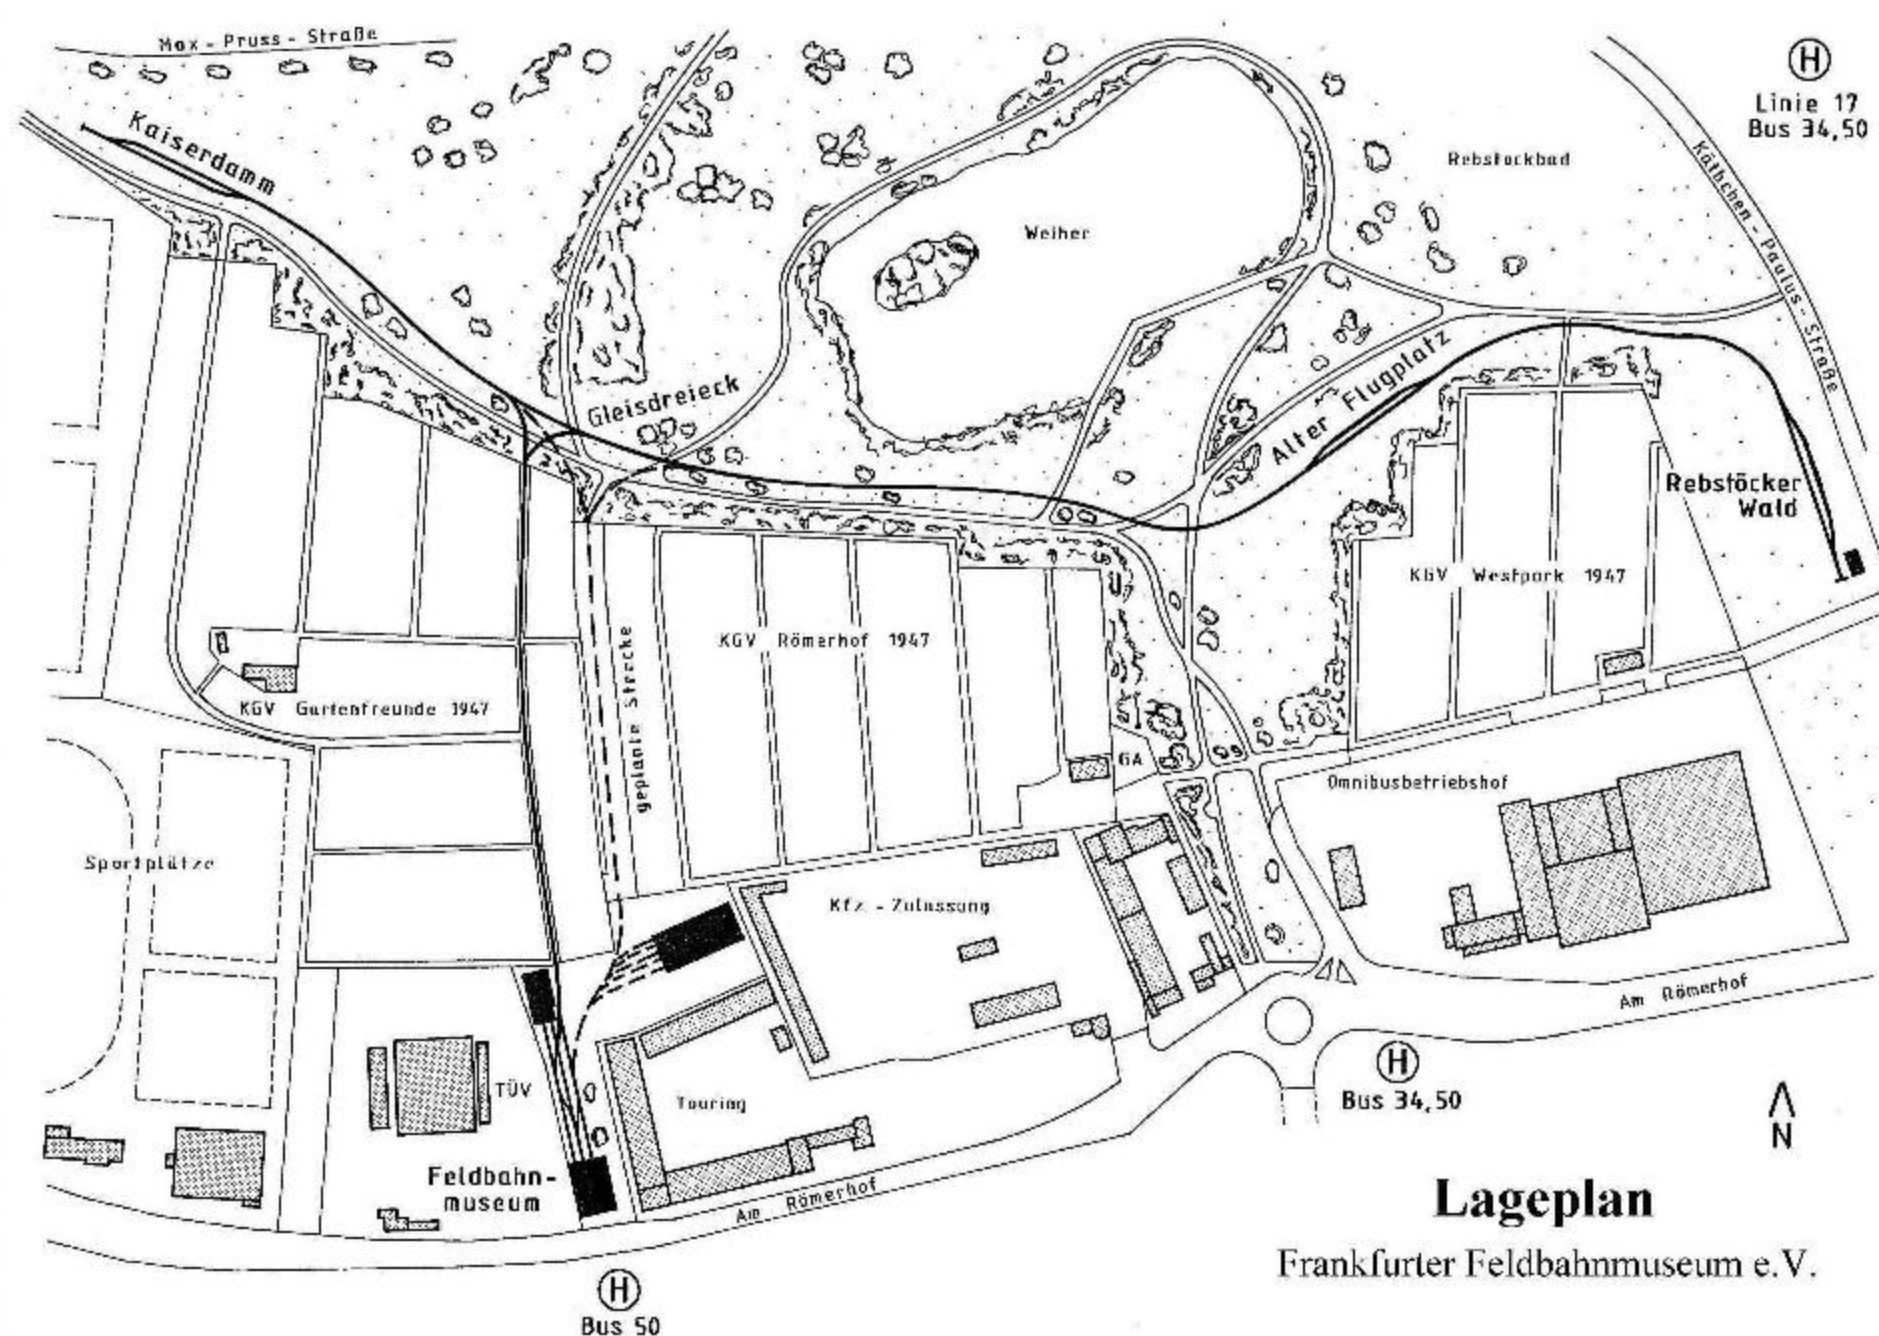 Max - Pruss - Straße
H
Linie 17
Bus 34,50
Kaiserdamm
Käthchen - Paulus - Straße
Rebstockbad
Weiher
Gleisdreieck
Alter Flugplatz
Rebstöcker
Wald
KGV Westpark 1947
KGV Römerhof 1947
geplante Strecke
KGV Gartenfreunde 1947
GA
Omnibusbetriebshof
Sportplätze
Kfz - Zulassung
Am Römerhof
H
Bus 34,50
TÜV
Touring
N
Feldbahn-
museum
Am Römerhof
Lageplan
Frankfurter Feldbahnmuseum e.V.
H
Bus 50